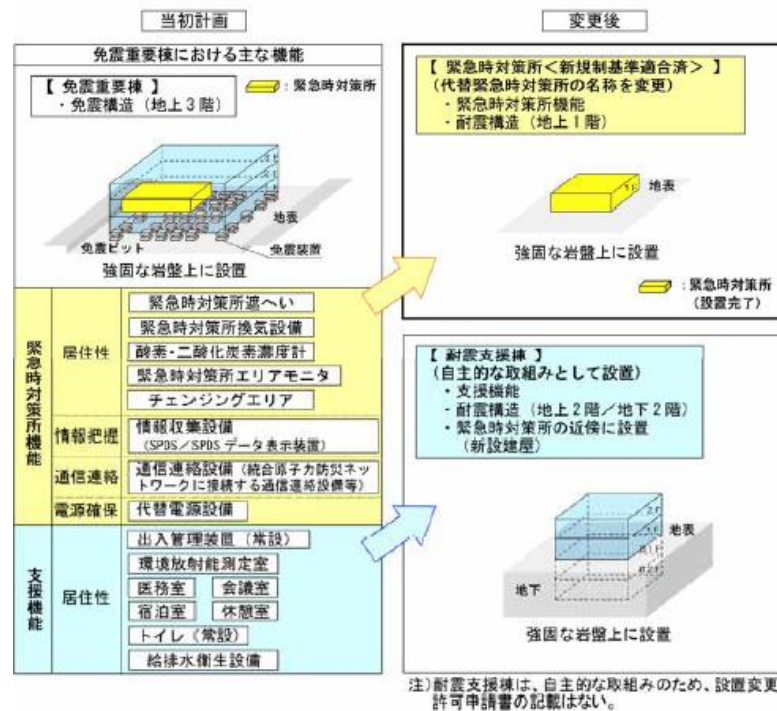 当初計画
免震重要棟における主な機能
【 免震重要棟 】
・免震構造（地上３階）
：緊急時対策所
地表
免震ピット
免震装置
強固な岩盤上に設置
緊急時対策所機能
居住性
緊急時対策所遮へい
緊急時対策所換気設備
酸素・二酸化炭素濃度計
緊急時対策所エリアモニタ
チェンジングエリア
情報把握
情報収集設備
（SPDS／SPDS データ表示装置）
通信連絡
通信連絡設備（統合原子力防災ネッ
トワークに接続する通信連絡設備等）
電源確保
代替電源設備
支援機能
居住性
出入管理装置（常設）
環境放射能測定室
医務室
会議室
宿泊室
休憩室
トイレ（常設）
給排水衛生設備
変更後
【 緊急時対策所＜新規制基準適合済＞ 】
（代替緊急時対策所の名称を変更）
・緊急時対策所機能
・耐震構造（地上１階）
1F
地表
強固な岩盤上に設置
：緊急時対策所
（設置完了）
【 耐震支援棟 】
（自主的な取組みとして設置）
・支援機能
・耐震構造（地上２階／地下２階）
・緊急時対策所の近傍に設置
（新設建屋）
2F
1F
地表
B1F
B2F
地下
強固な岩盤上に設置
注）耐震支援棟は、自主的な取組みのため、設置変更
許可申請書の記載はない。